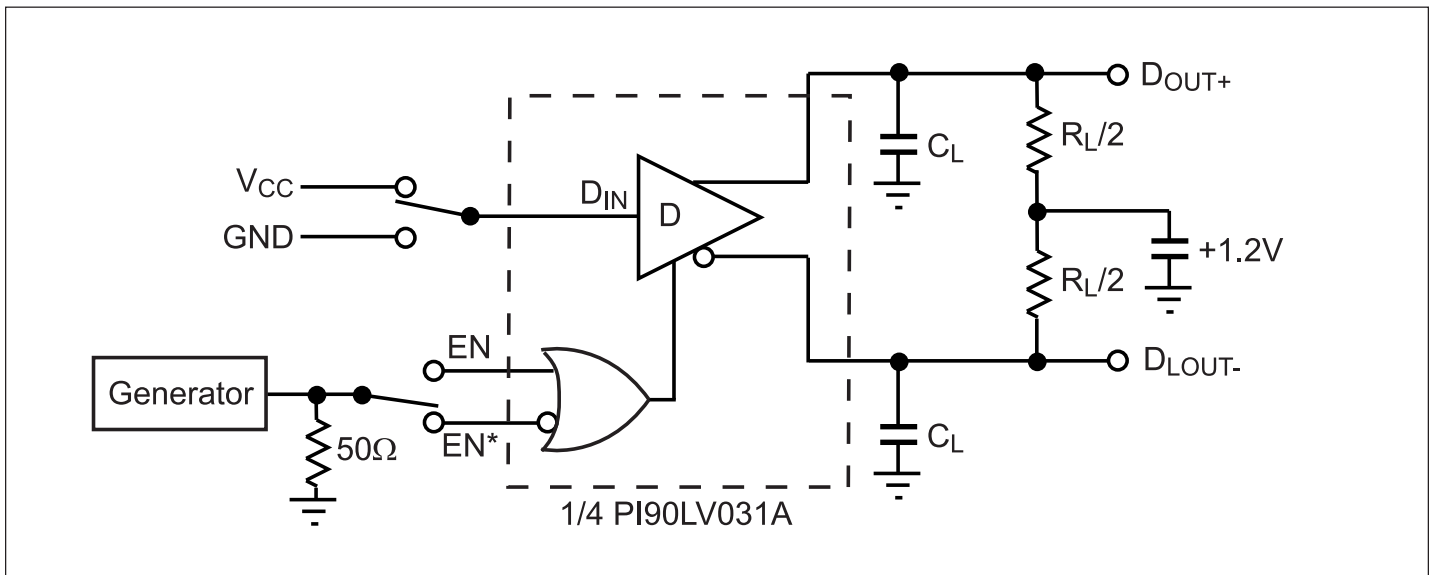 D_OUT+
R_L/2
C_L
V_CC
D_IN
D
GND
+1.2V
R_L/2
EN
D_LOUT-
Generator
50Ω
EN*
C_L
1/4 PI90LV031A